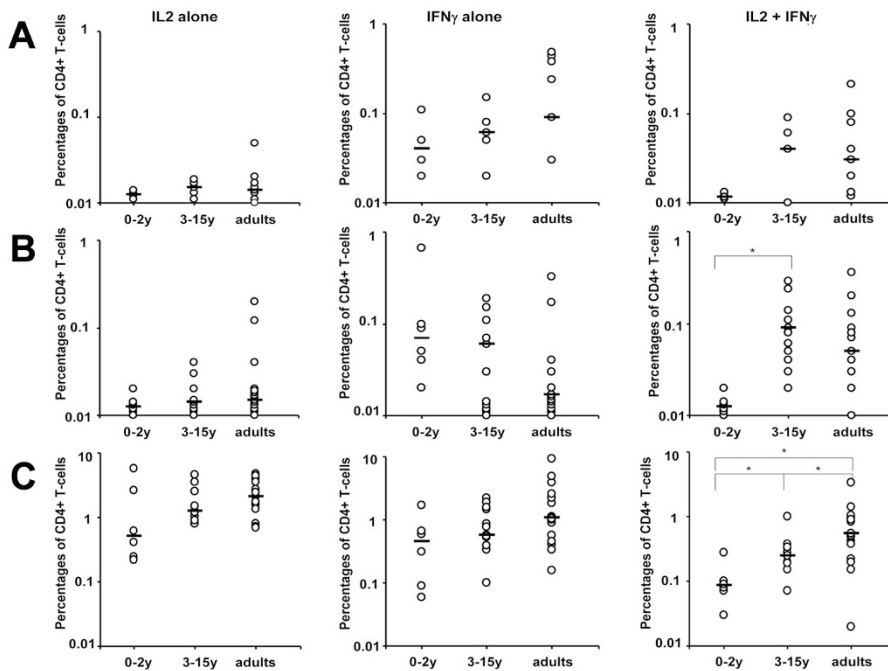 IL2 alone
IFNγ alone
IL2 + IFNγ
A
Percentages of CD4+ T-cells
1
0.1
0.01
0-2y 3-15y adults
Percentages of CD4+ T-cells
1
0.1
0.01
0-2y 3-15y adults
Percentages of CD4+ T-cells
1
0.1
0.01
0-2y 3-15y adults
B
Percentages of CD4+ T-cells
1
0.1
0.01
0-2y 3-15y adults
Percentages of CD4+ T-cells
1
0.1
0.01
0-2y 3-15y adults
Percentages of CD4+ T-cells
1
0.1
0.01
*
0-2y 3-15y adults
C
Percentages of CD4+ T-cells
10
1
0.1
0.01
0-2y 3-15y adults
Percentages of CD4+ T-cells
10
1
0.1
0.01
0-2y 3-15y adults
Percentages of CD4+ T-cells
10
1
0.1
0.01
*
* *
0-2y 3-15y adults